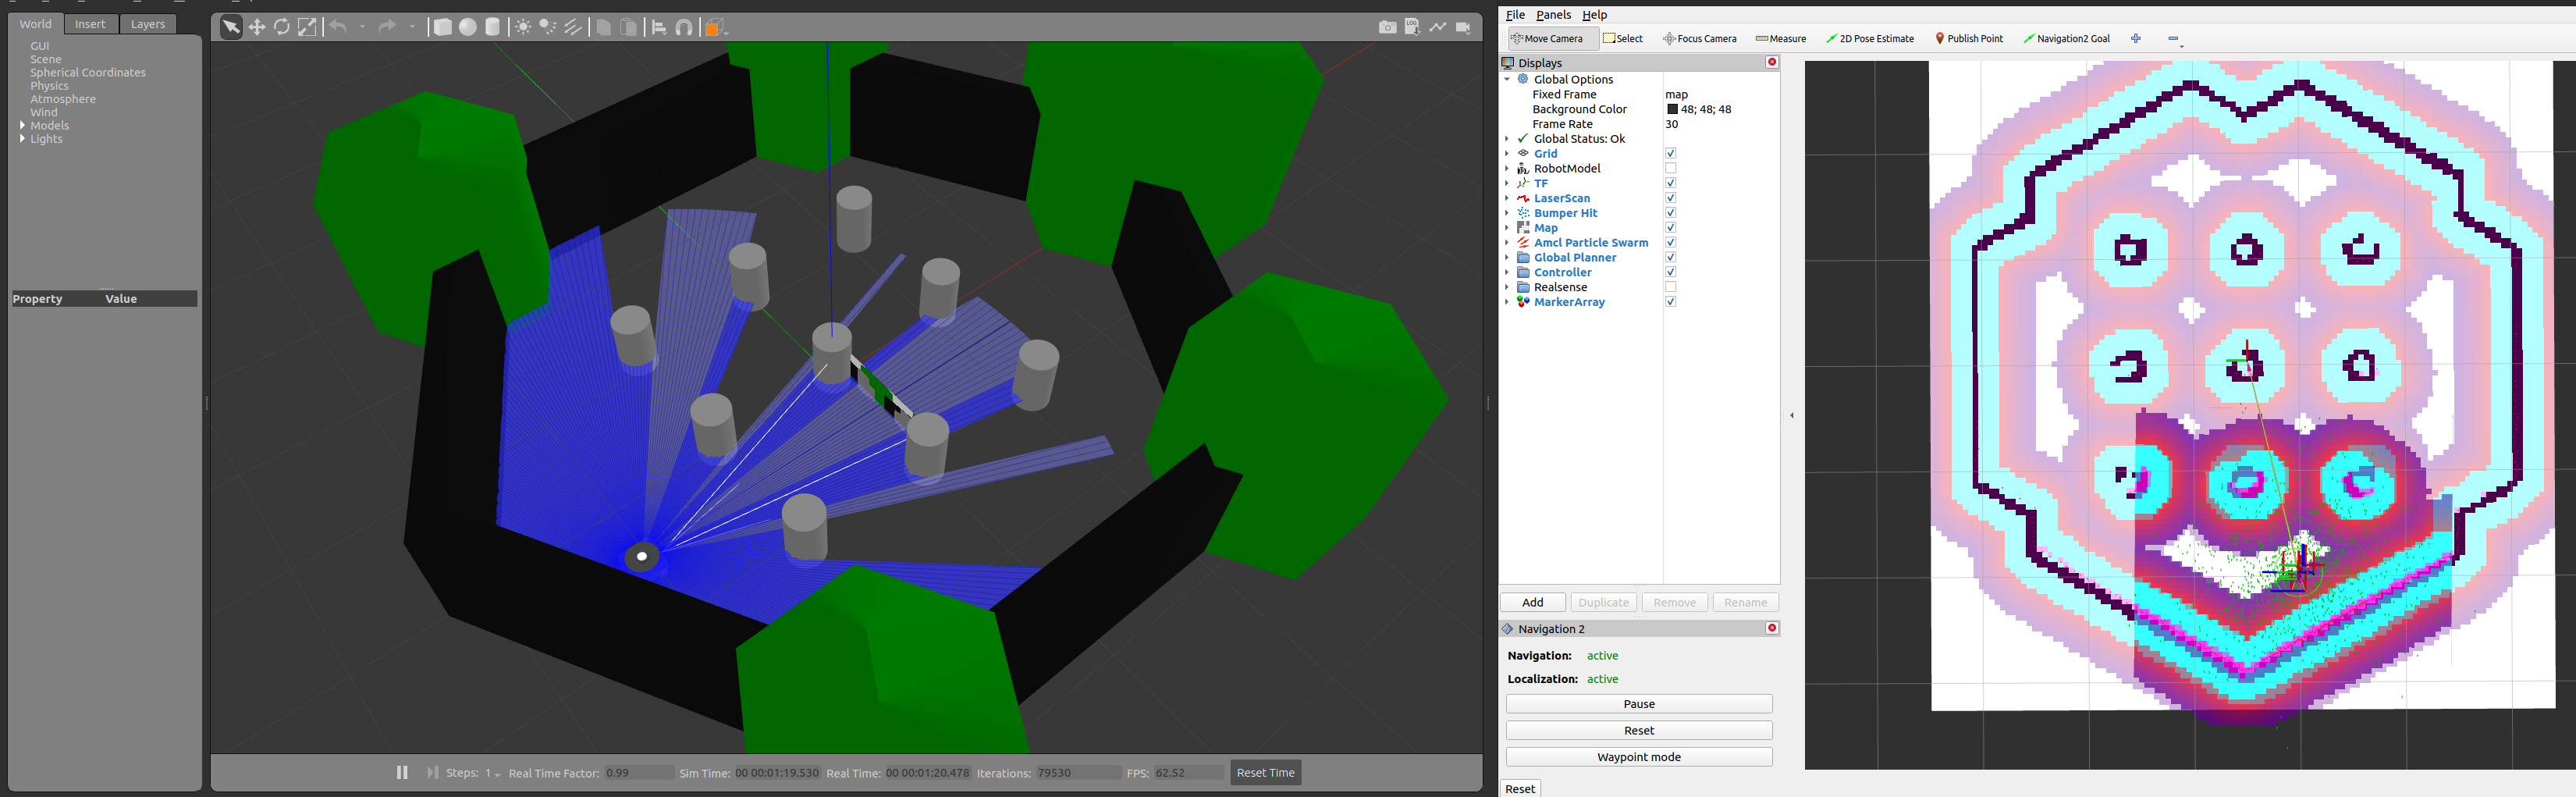 World Insert Layers
GUI
Scene
Spherical Coordinates
Physics
Atmosphere
Wind
Models
Lights
Property Value
LOG
Steps: 1 Real Time Factor: 0.99 Sim Time: 00 00:01:19.530 Real Time: 00 00:01:20.478 Iterations: 79530 FPS: 62.52 Reset Time
File Panels Help
Move Camera Select Focus Camera Measure 2D Pose Estimate Publish Point Navigation2 Goal
Displays
Global Options
Fixed Frame map
Background Color 48; 48; 48
Frame Rate 30
Global Status: Ok
Grid
RobotModel
TF
LaserScan
Bumper Hit
Map
Amcl Particle Swarm
Global Planner
Controller
Realsense
MarkerArray
Add Duplicate Remove Rename
Navigation 2
Navigation: active
Localization: active
Pause
Reset
Waypoint mode
Reset